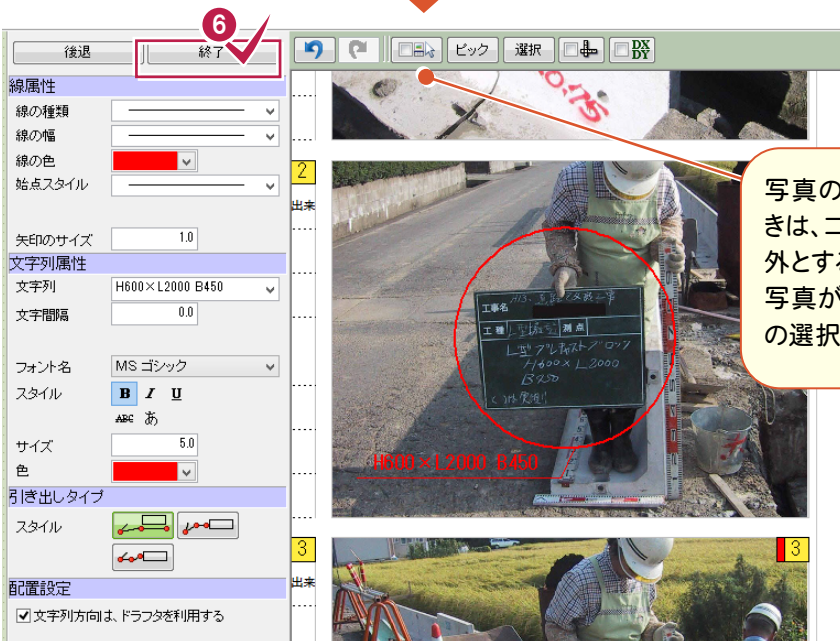 6
後退
終了
ピック
選択
DX
DY
線属性
線の種類
線の幅
線の色
始点スタイル
矢印のサイズ
1.0
文字列属性
文字列
H600×L2000 B450
文字間隔
0.0
フォント名
MS ゴシック
スタイル
B I U
ABC あ
サイズ
5.0
色
引き出しタイプ
スタイル
配置設定
文字列方向は、ドラフタを利用する
no.175
2
出来
工事名
工種
測点
L型プレキャストブロック
H600×L2000
B450
H600×L2000 B450
3
出来
3
写真の
きは、
外とす
写真が
の選択